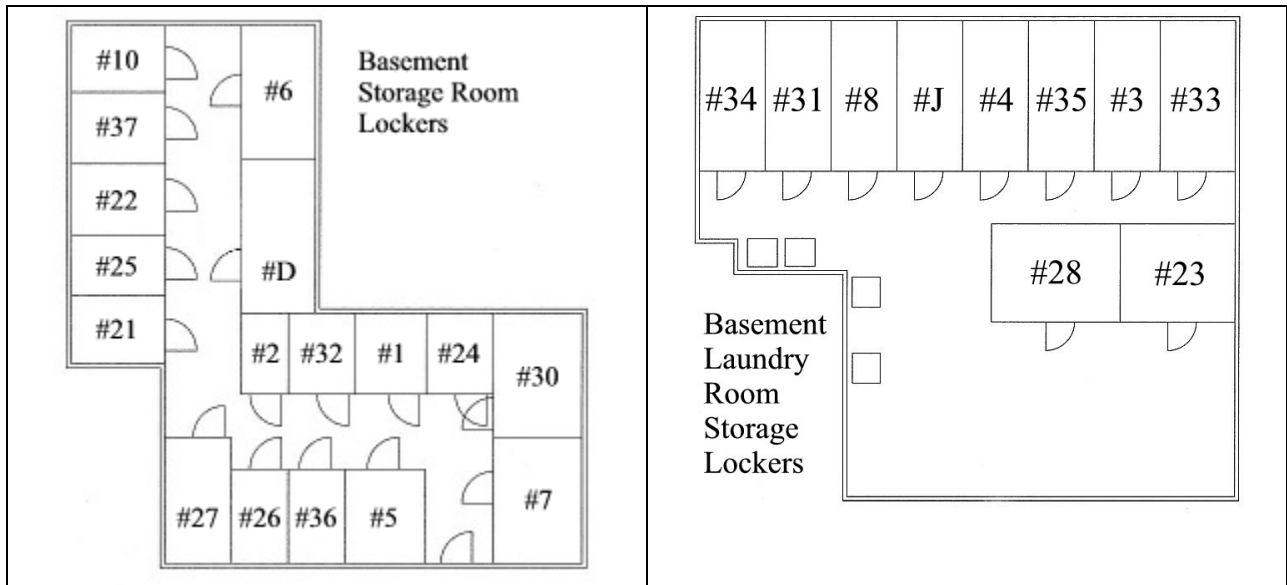 #10
#37
#22
#25
#21
#6
#D
Basement
Storage Room
Lockers
#2 #32 #1 #24
#30
#27 #26 #36 #5
#7
#34 #31 #8 #J #4 #35 #3 #33
#28 #23
Basement
Laundry
Room
Storage
Lockers